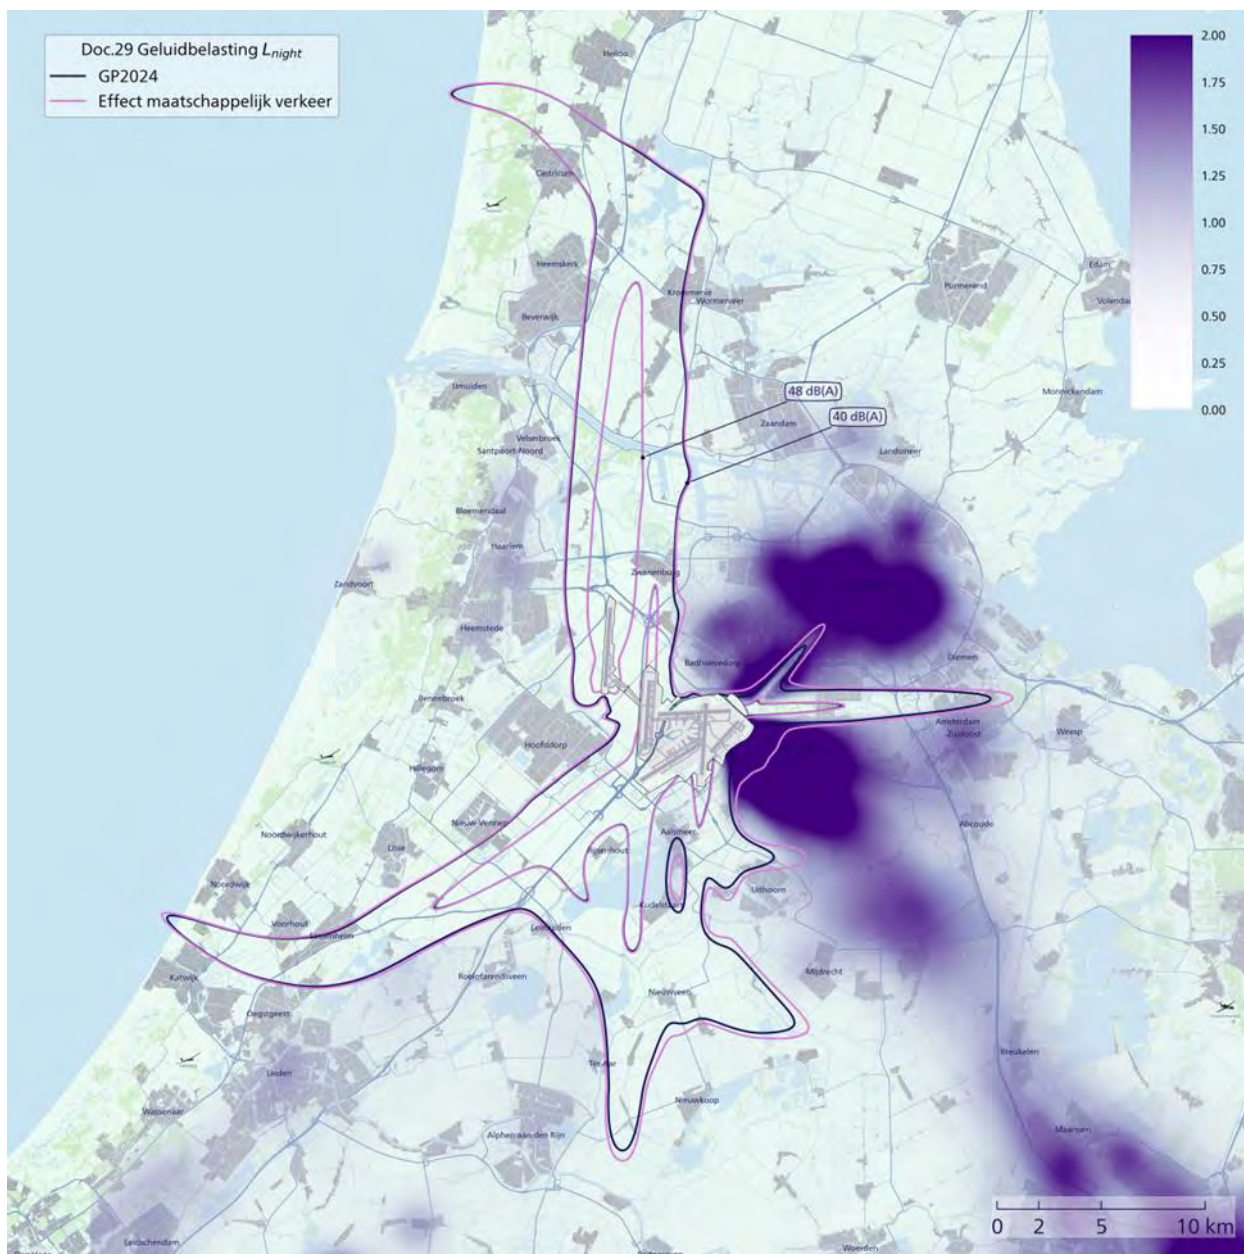 Doc.29 Geluidbelasting Lnight
GP2024
Effect maatschappelijk verkeer
2.00
1.75
1.50
1.25
1.00
0.75
0.50
0.25
0.00
Heiloo
Castricum
Heemskerk
Beverwijk
Krommenie
Wormerveer
Purmerend
Edam
Volendam
Monnickendam
IJmuiden
48 dB(A)
40 dB(A)
Zaandam
Landsmeer
Velserbroek
Santpoort-Noord
Bloemendaal
Haarlem
Zandvoort
Zwanenburg
Heemstede
Badhoevedorp
Diemen
Bennebroek
Amsterdam
-Zuidoost
Weesp
Hoofddorp
Hillegom
Nieuw-Vennep
Aalsmeer
Abcoude
Noordwijkerhout
Lisse
Rijsenhout
Uithoorn
Noordwijk
Kudelstaart
Voorhout
Sassenheim
Leimuiden
Katwijk
Roelofarendsveen
Mijdrecht
Nieuwveen
Oegstgeest
Breukelen
Leiden
Ter Aar
Wassenaar
Nieuwkoop
Alphen aan den Rijn
Maarssen
Leidschendam
Woerden
0 2 5 10 km